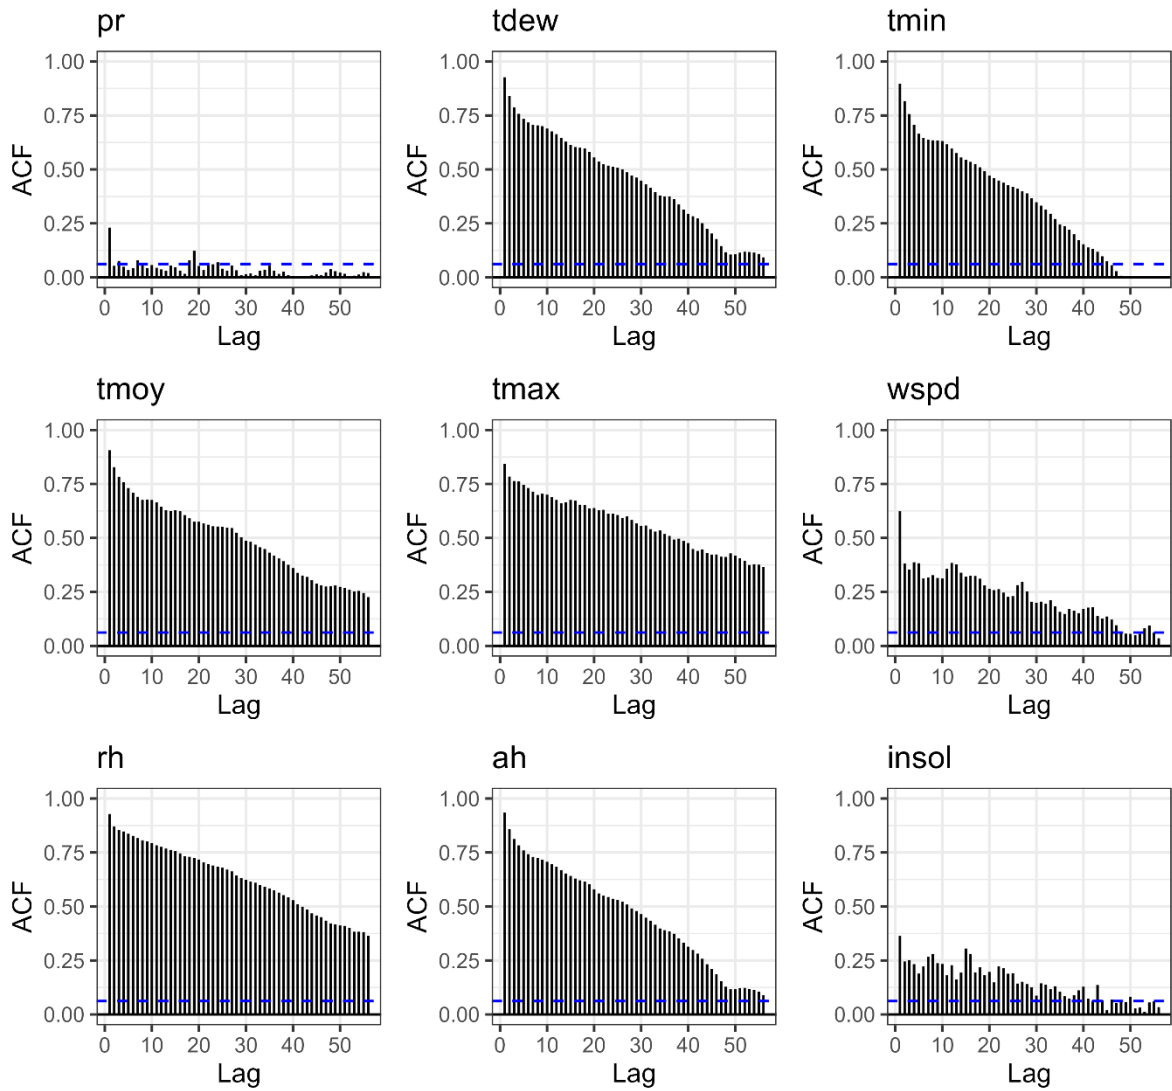 pr tdew tmin
1.00 1.00 1.00
0.75 0.75 0.75
ACF 0.50 ACF 0.50 ACF 0.50
0.25 0.25 0.25
0.00 0.00 0.00
0 10 20 30 40 50 0 10 20 30 40 50 0 10 20 30 40 50
Lag Lag Lag
tmoy tmax wspd
1.00 1.00 1.00
0.75 0.75 0.75
ACF 0.50 ACF 0.50 ACF 0.50
0.25 0.25 0.25
0.00 0.00 0.00
0 10 20 30 40 50 0 10 20 30 40 50 0 10 20 30 40 50
Lag Lag Lag
rh ah insol
1.00 1.00 1.00
0.75 0.75 0.75
ACF 0.50 ACF 0.50 ACF 0.50
0.25 0.25 0.25
0.00 0.00 0.00
0 10 20 30 40 50 0 10 20 30 40 50 0 10 20 30 40 50
Lag Lag Lag